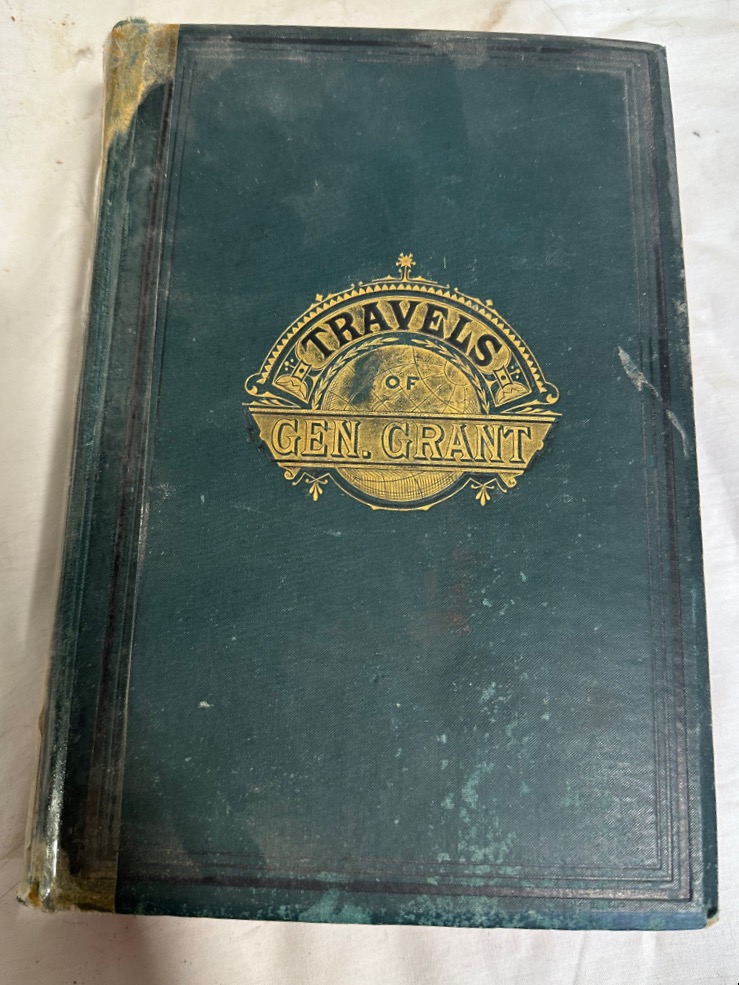 TRAVELS
OF
GEN. GRANT